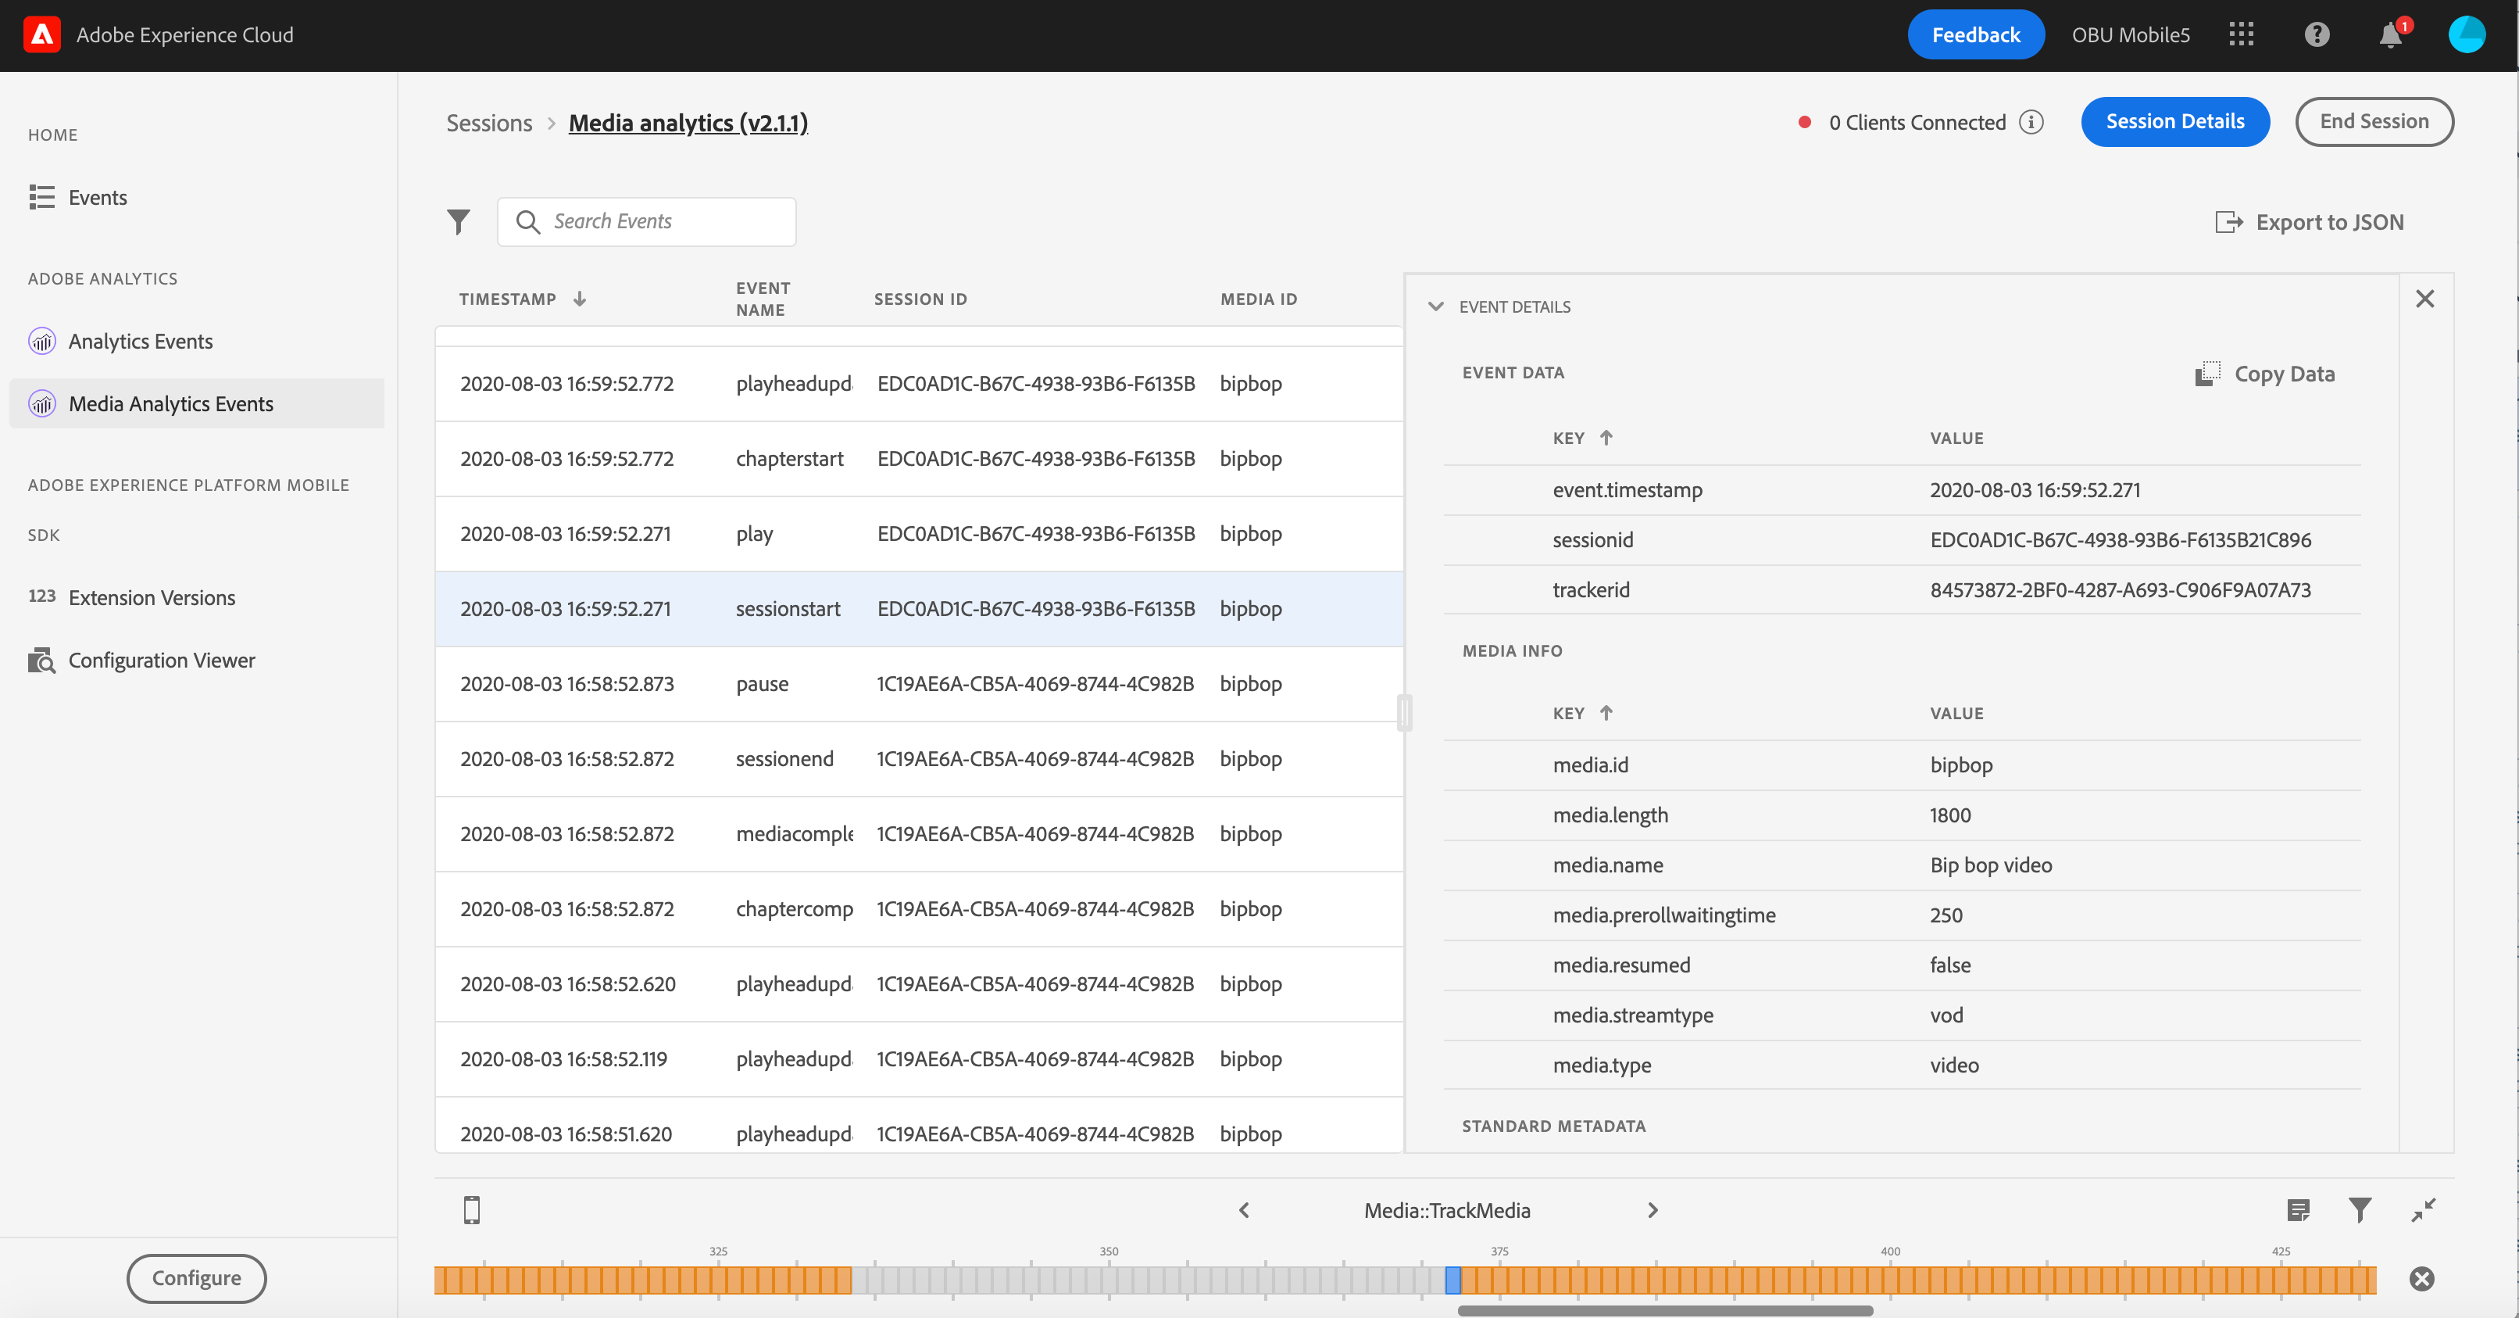 Adobe Experience Cloud
Feedback
OBU Mobile5
1
HOME
Events
ADOBE ANALYTICS
Analytics Events
Media Analytics Events
ADOBE EXPERIENCE PLATFORM MOBILE
SDK
123 Extension Versions
Configuration Viewer
Configure
Sessions > Media analytics (v2.1.1)
0 Clients Connected
Session Details
End Session
Search Events
Export to JSON
TIMESTAMP EVENT NAME SESSION ID MEDIA ID
2020-08-03 16:59:52.772 playheadupd EDC0AD1C-B67C-4938-93B6-F6135B bipbop
2020-08-03 16:59:52.772 chapterstart EDC0AD1C-B67C-4938-93B6-F6135B bipbop
2020-08-03 16:59:52.271 play EDC0AD1C-B67C-4938-93B6-F6135B bipbop
2020-08-03 16:59:52.271 sessionstart EDC0AD1C-B67C-4938-93B6-F6135B bipbop
2020-08-03 16:58:52.873 pause 1C19AE6A-CB5A-4069-8744-4C982B bipbop
2020-08-03 16:58:52.872 sessionend 1C19AE6A-CB5A-4069-8744-4C982B bipbop
2020-08-03 16:58:52.872 mediacomple 1C19AE6A-CB5A-4069-8744-4C982B bipbop
2020-08-03 16:58:52.872 chaptercomp 1C19AE6A-CB5A-4069-8744-4C982B bipbop
2020-08-03 16:58:52.620 playheadupd 1C19AE6A-CB5A-4069-8744-4C982B bipbop
2020-08-03 16:58:52.119 playheadupd 1C19AE6A-CB5A-4069-8744-4C982B bipbop
2020-08-03 16:58:51.620 playheadupd 1C19AE6A-CB5A-4069-8744-4C982B bipbop
EVENT DETAILS
EVENT DATA
Copy Data
KEY VALUE
event.timestamp 2020-08-03 16:59:52.271
sessionid EDC0AD1C-B67C-4938-93B6-F6135B21C896
trackerid 84573872-2BF0-4287-A693-C906F9A07A73
MEDIA INFO
KEY VALUE
media.id bipbop
media.length 1800
media.name Bip bop video
media.prerollwaitingtime 250
media.resumed false
media.streamtype vod
media.type video
STANDARD METADATA
Media::TrackMedia
325 350 375 400 425